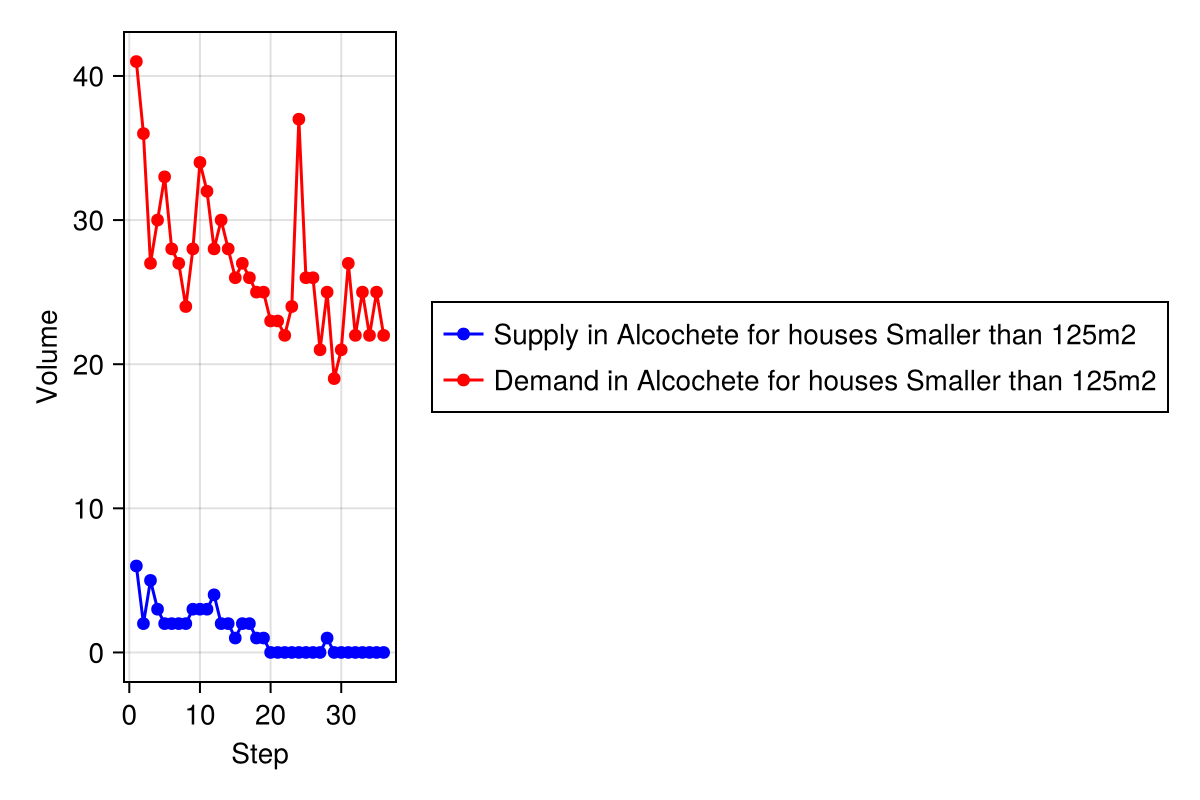 40
30
20
10
0
Volume
0 10 20 30
Step
Supply in Alcochete for houses Smaller than 125m2
Demand in Alcochete for houses Smaller than 125m2